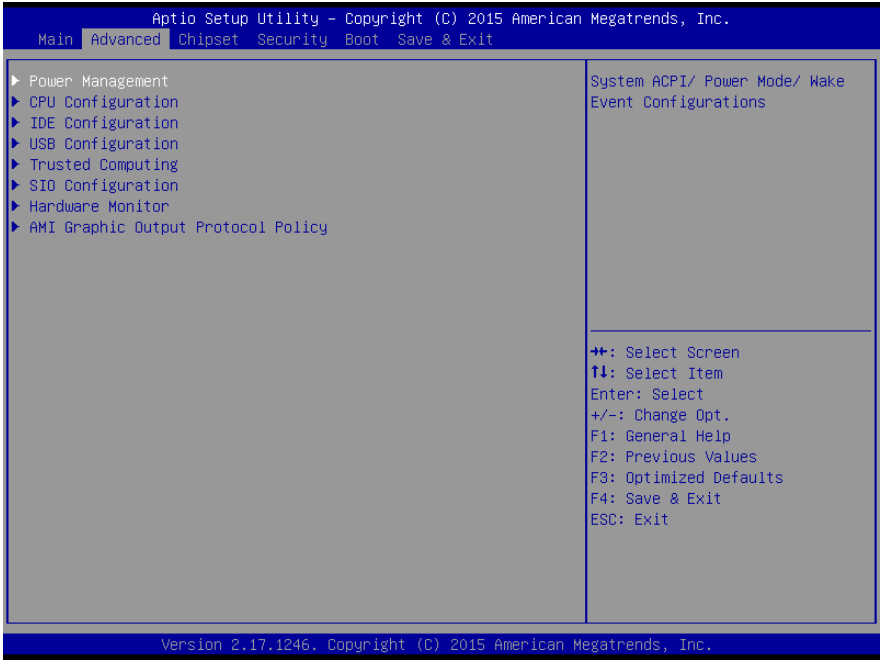 Aptio Setup Utility – Copyright (C) 2015 American Megatrends, Inc.
Main Advanced Chipset Security Boot Save & Exit
Power Management
CPU Configuration
IDE Configuration
USB Configuration
Trusted Computing
SIO Configuration
Hardware Monitor
AMI Graphic Output Protocol Policy
System ACPI/ Power Mode/ Wake
Event Configurations
→←: Select Screen
↑↓: Select Item
Enter: Select
+/-: Change Opt.
F1: General Help
F2: Previous Values
F3: Optimized Defaults
F4: Save & Exit
ESC: Exit
Version 2.17.1246. Copyright (C) 2015 American Megatrends, Inc.